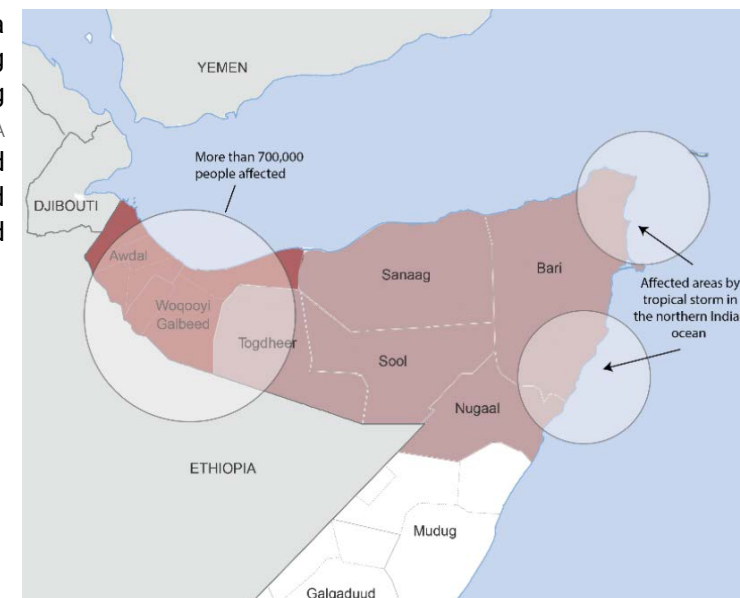 a
g
g
A
d
d
d
YEMEN
More than 700,000
people affected
DJIBOUTI
Awdal
Woqooyi
Galbeed
Togdheer
Sanaag
Bari
Sool
Nugaal
Affected areas by
tropical storm in
the northern India
ocean
ETHIOPIA
Mudug
Galgaduud